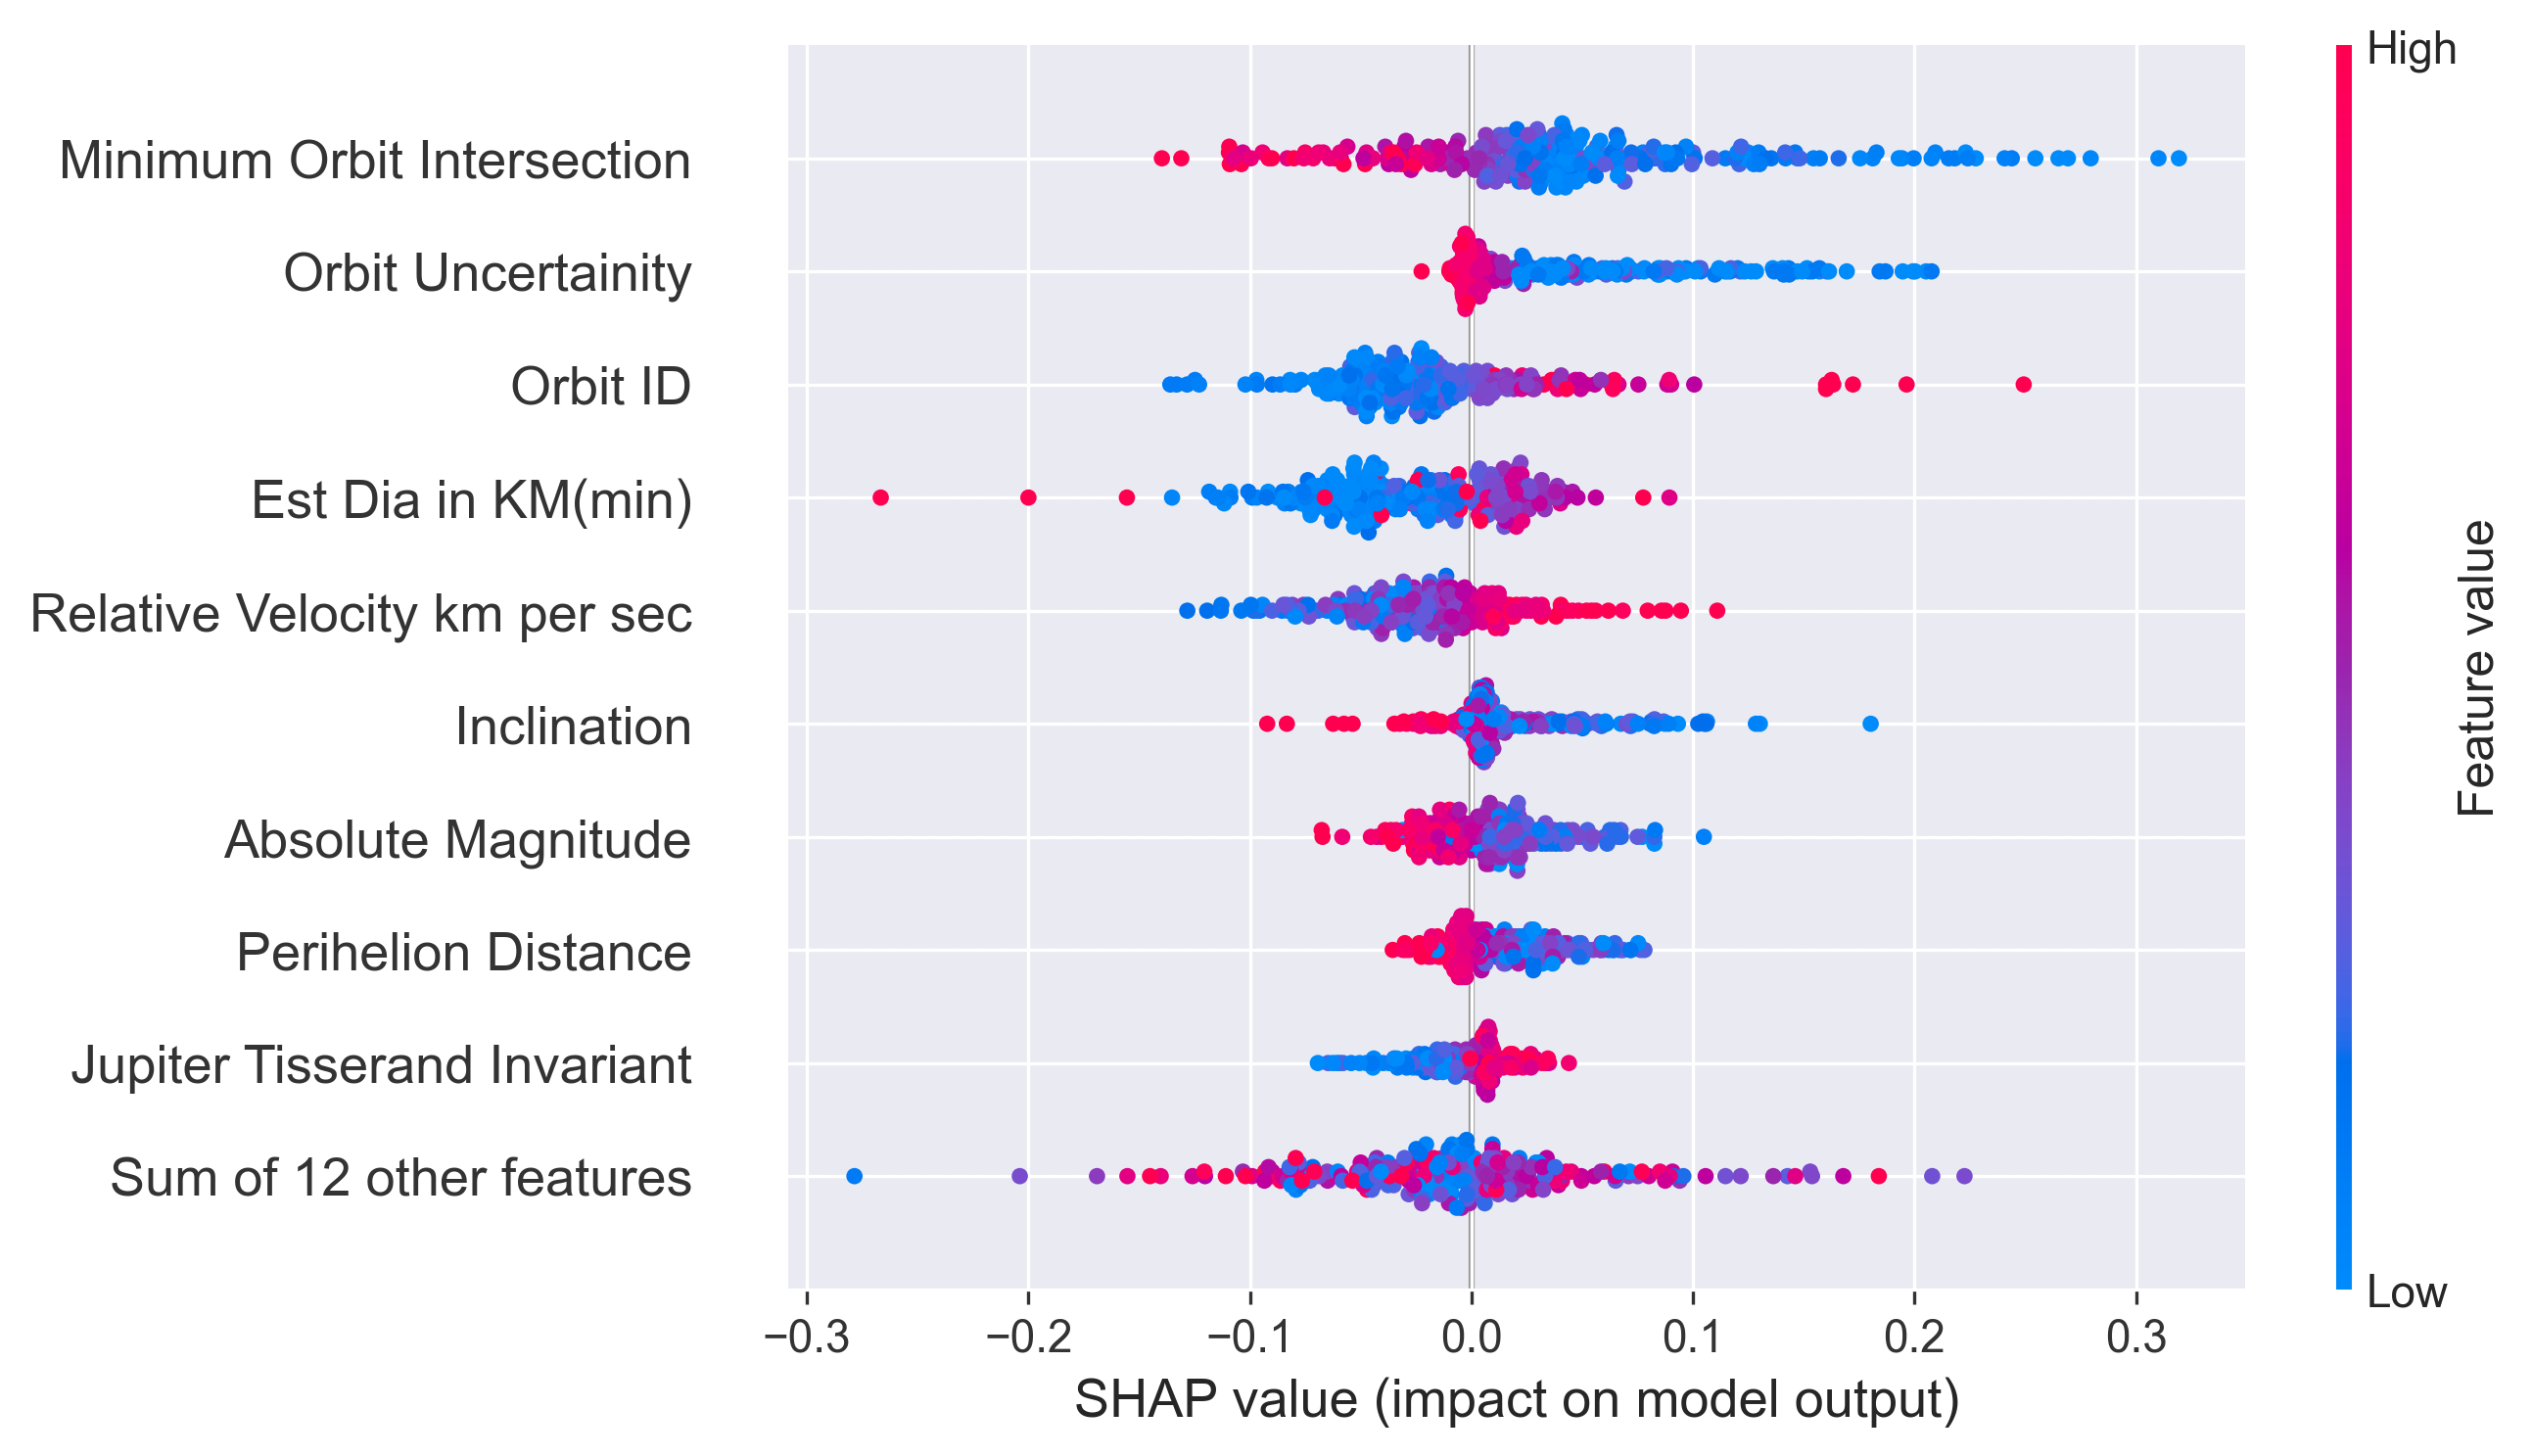 High
Minimum Orbit Intersection
Orbit Uncertainity
Orbit ID
Est Dia in KM(min)
Relative Velocity km per sec
Inclination
Absolute Magnitude
Perihelion Distance
Jupiter Tisserand Invariant
Sum of 12 other features
Feature value
Low
−0.3 −0.2 −0.1 0.0 0.1 0.2 0.3
SHAP value (impact on model output)